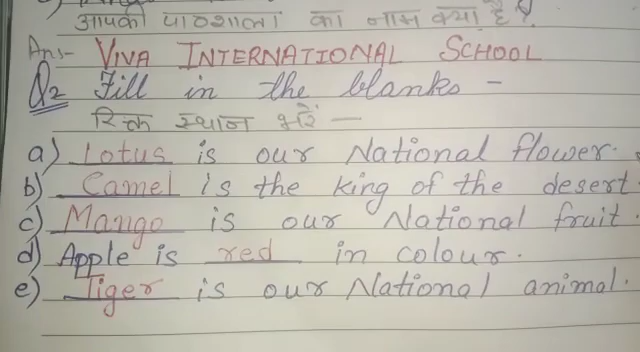 आपकी पाठशाला का नाम क्या है?
Ans- VIVA INTERNATIONAL SCHOOL
Q2 Fill in the blanks -
रिक्त स्थान भरें —
a) Lotus is our National flower.
b) Camel is the king of the desert
c) Mango is our National fruit.
d) Apple is red in colour.
e) Tiger is our National animal.